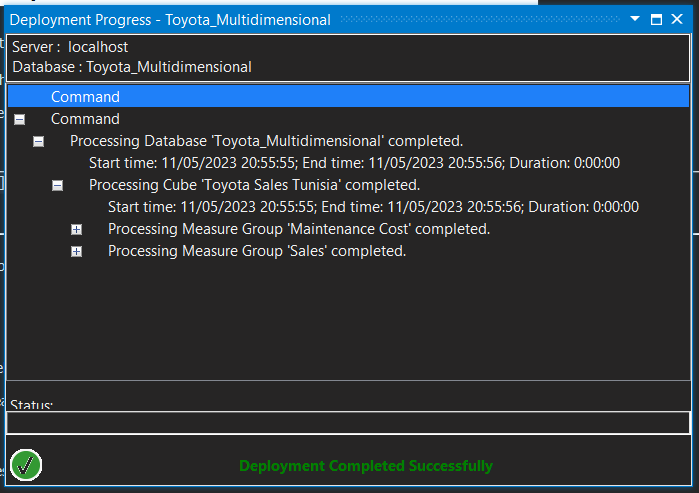 Deployment Progress - Toyota_Multidimensional
Server : localhost
Database : Toyota_Multidimensional
Command
Command
Processing Database 'Toyota_Multidimensional' completed.
Start time: 11/05/2023 20:55:55; End time: 11/05/2023 20:55:56; Duration: 0:00:00
Processing Cube 'Toyota Sales Tunisia' completed.
Start time: 11/05/2023 20:55:55; End time: 11/05/2023 20:55:56; Duration: 0:00:00
Processing Measure Group 'Maintenance Cost' completed.
Processing Measure Group 'Sales' completed.
Status:
Deployment Completed Successfully